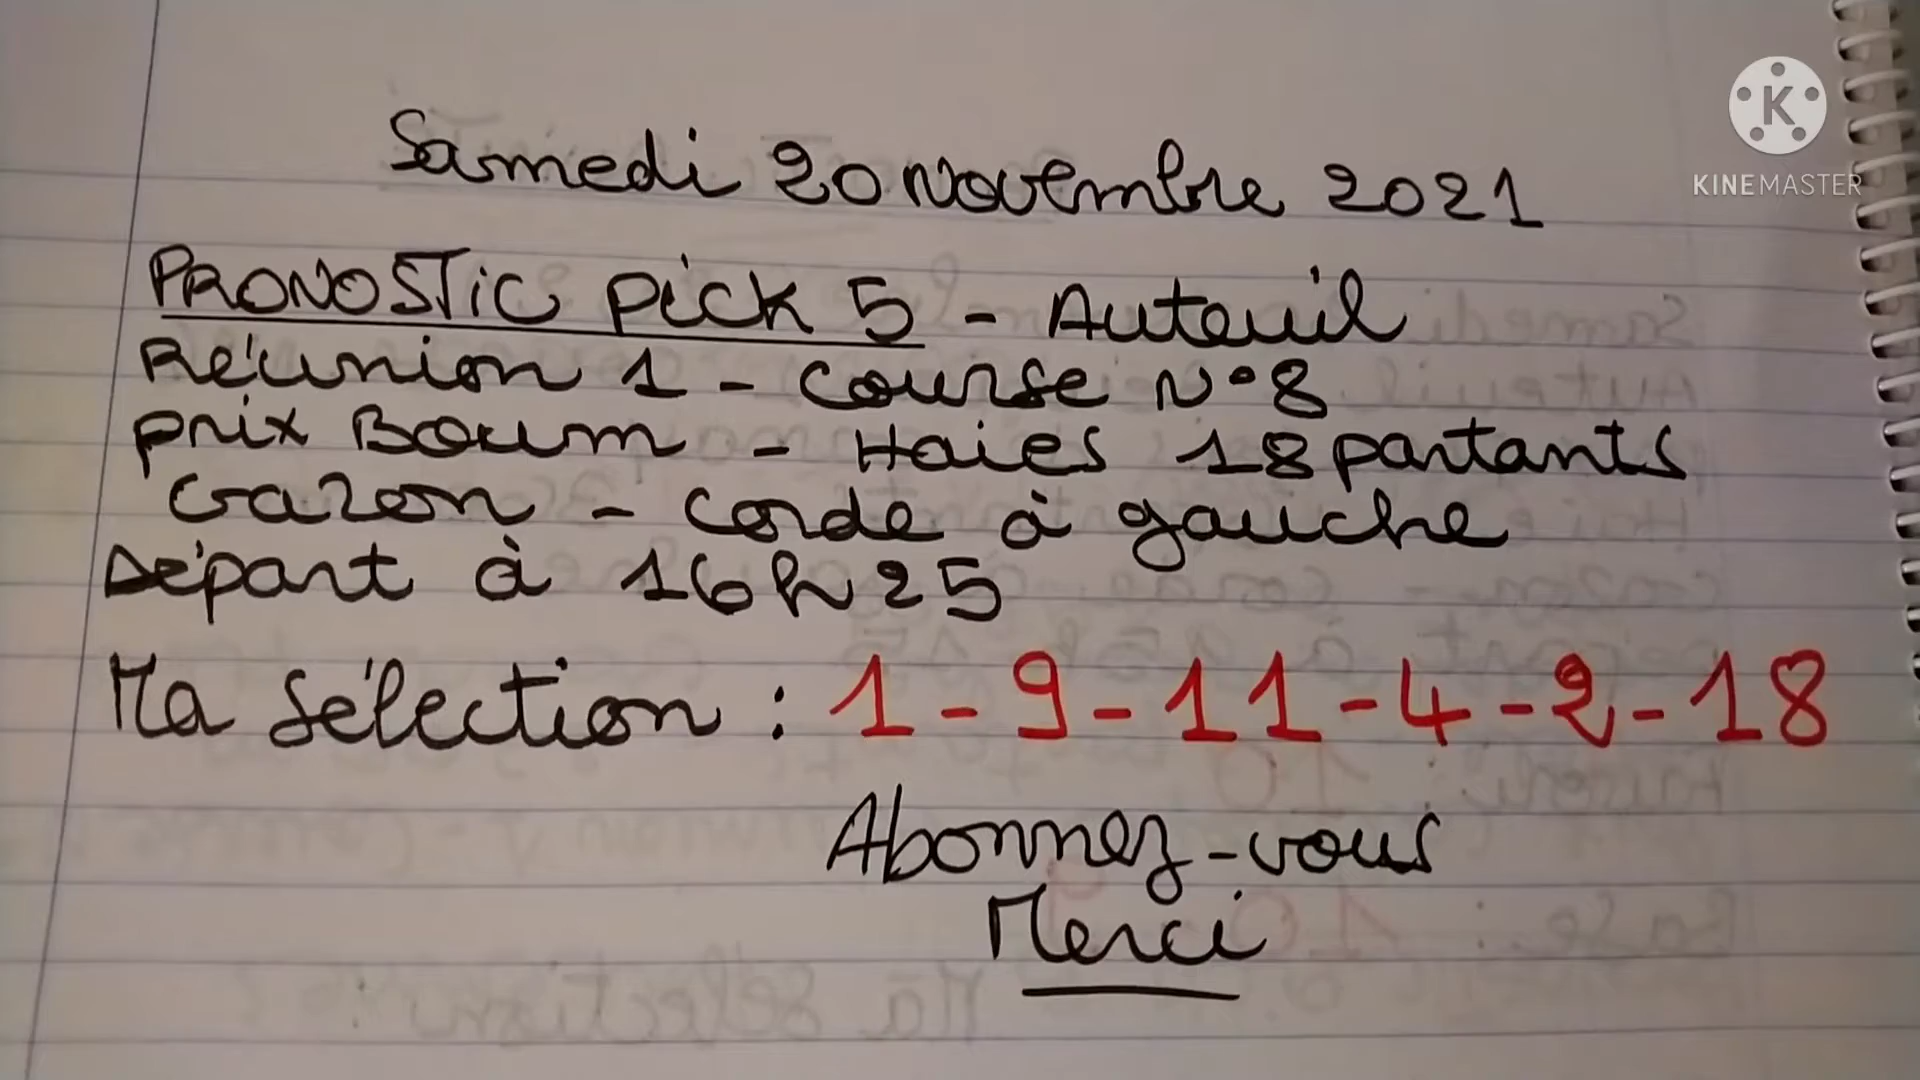 Samedi 20 Novembre 2021
PRONOSTIC PICK 5 - Auteuil
Réunion 1 - course N°8
prix Boum - Haies 18 partants
Gazon - corde à gauche
Départ à 16h25
Ma sélection : 1 - 9 - 11 - 4 - 2 - 18
Abonnez-vous
Merci
K
KINEMASTER